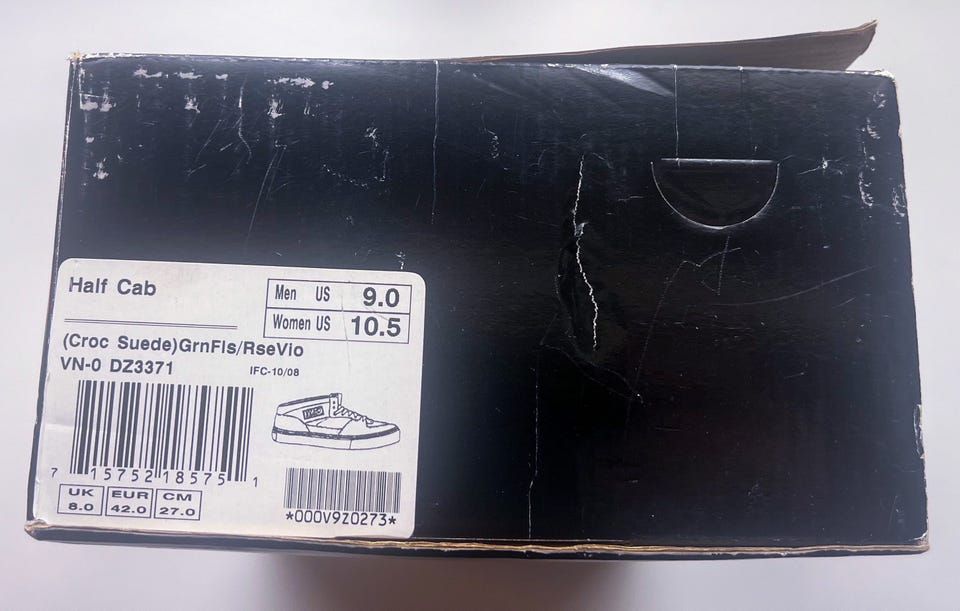 Half Cab
Men US 9.0
Women US 10.5
(Croc Suede)GrnFls/RseVio
VN-0 DZ3371
IFC-10/08
7 15752 18575 1
UK 8.0
EUR 42.0
CM 27.0
*000V9Z0273*